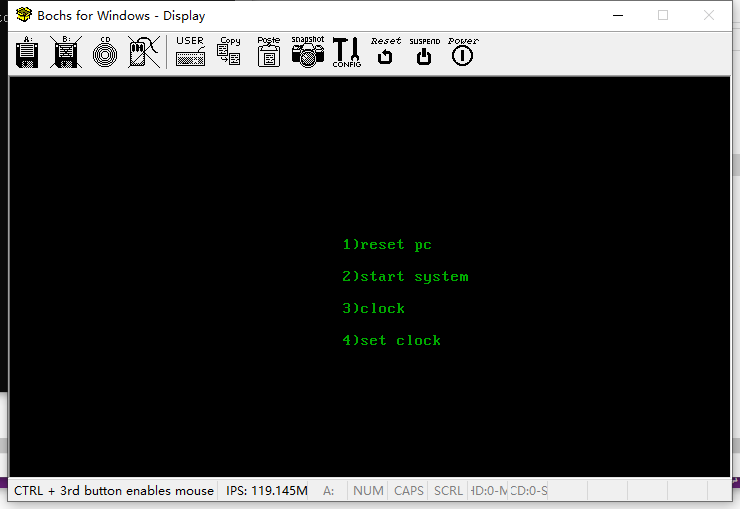 Bochs for Windows - Display
A: B: CD USER Copy Paste snapshot CONFIG Reset SUSPEND Power
1)reset pc
2)start system
3)clock
4)set clock
CTRL + 3rd button enables mouse IPS: 119.145M A: NUM CAPS SCRL HD:0-M CD:0-S